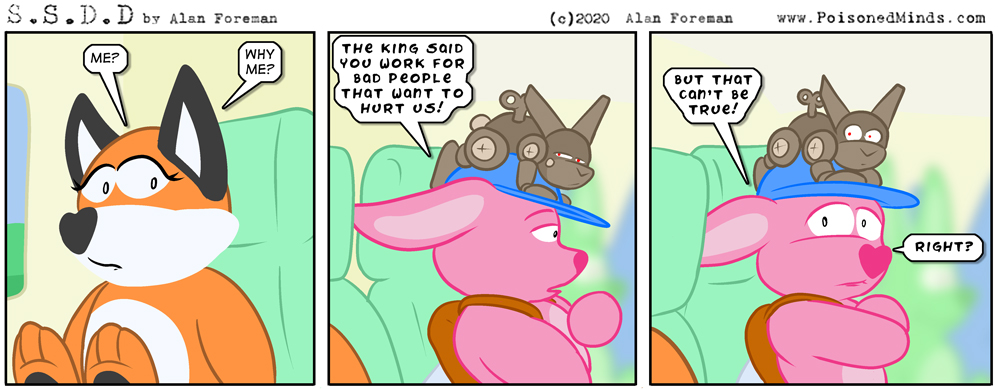 S.S.D.D by Alan Foreman (c)2020 Alan Foreman www.PoisonedMinds.com
ME?
WHY
ME?
THE KING SAID
YOU WORK FOR
BAD PEOPLE
THAT WANT TO
HURT US!
BUT THAT
CAN'T BE
TRUE!
RIGHT?